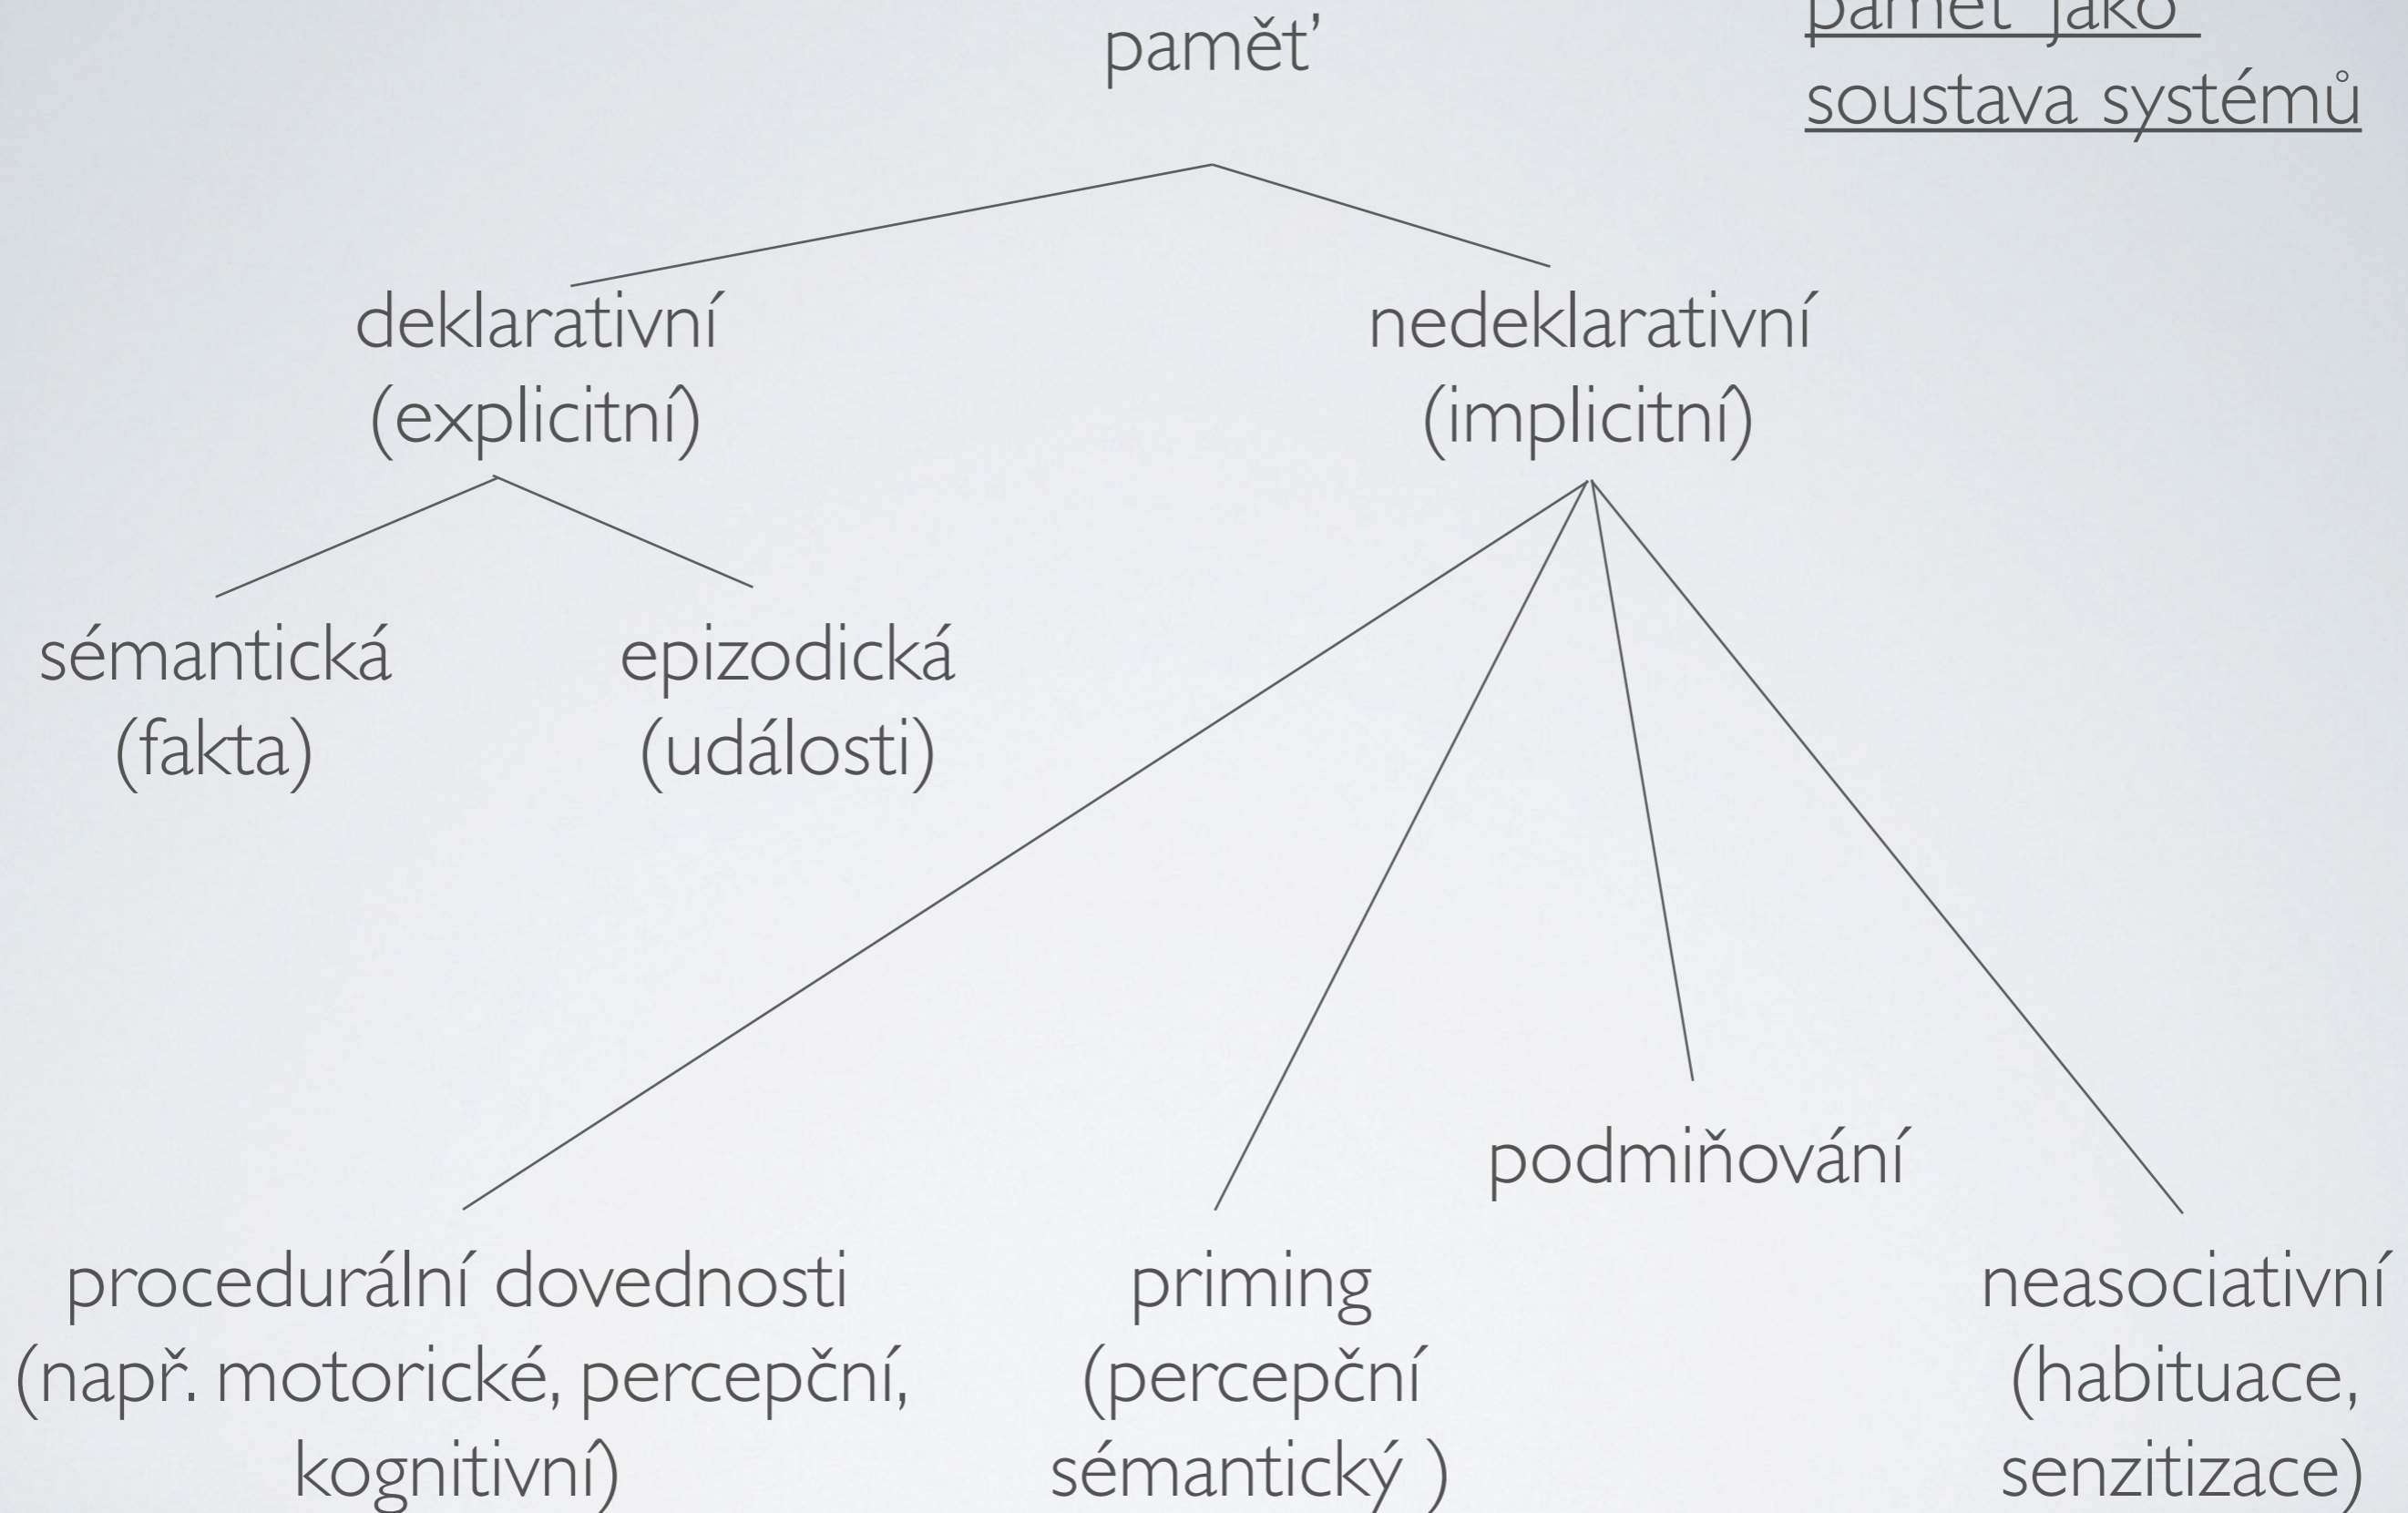 paměť
paměť jako
soustava systémů
deklarativní
(explicitní)
nedeklarativní
(implicitní)
sémantická
(fakta)
epizodická
(události)
podmiňování
procedurální dovednosti
(např. motorické, percepční,
kognitivní)
priming
(percepční
sémantický )
neasociativní
(habituace,
senzitizace)